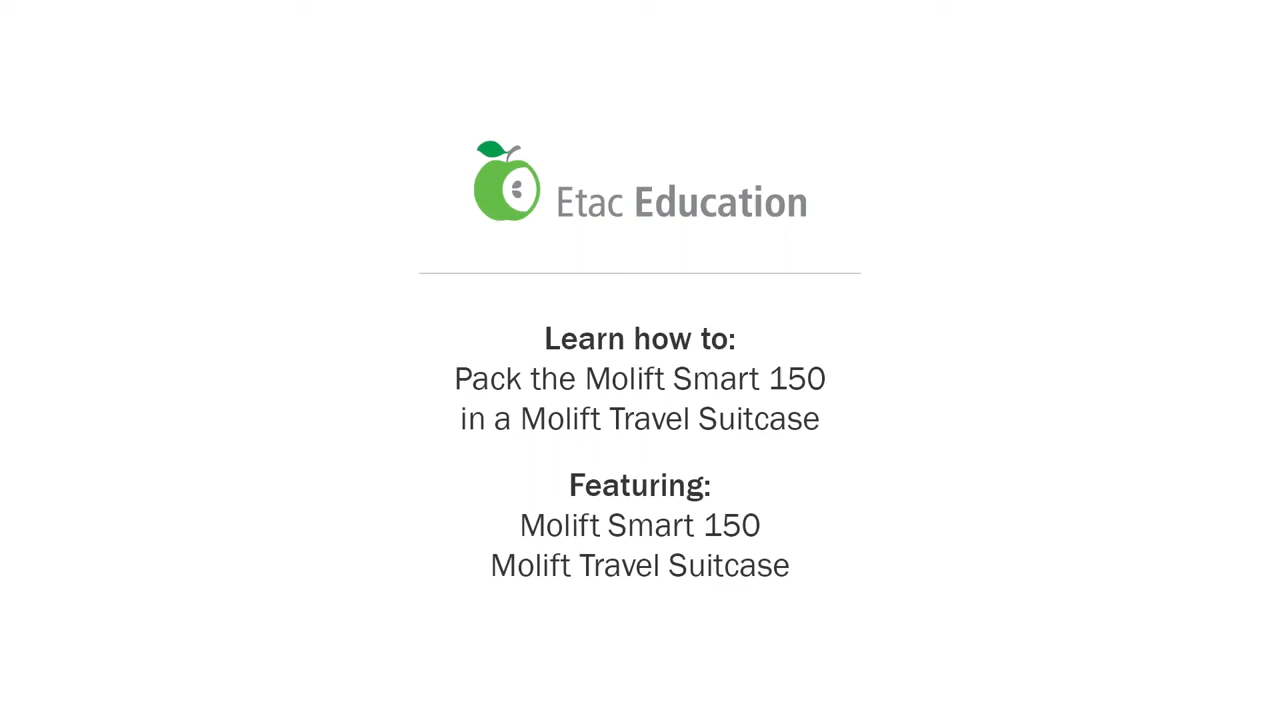 Etac Education
Learn how to:
Pack the Molift Smart 150
in a Molift Travel Suitcase
Featuring:
Molift Smart 150
Molift Travel Suitcase